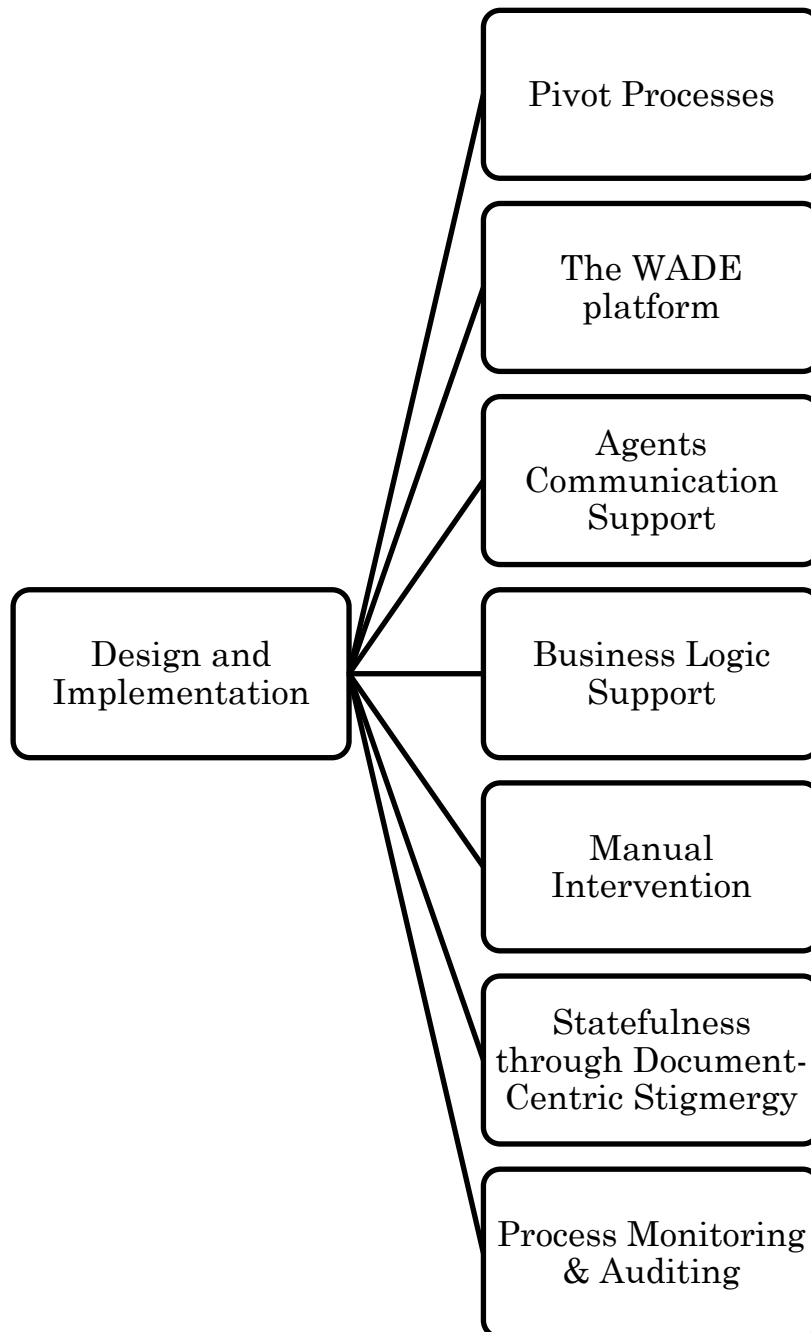 Pivot Processes
The WADE
platform
Agents
Communication
Support
Design and
Implementation
Business Logic
Support
Manual
Intervention
Statefulness
through Document-
Centric Stigmergy
Process Monitoring
& Auditing